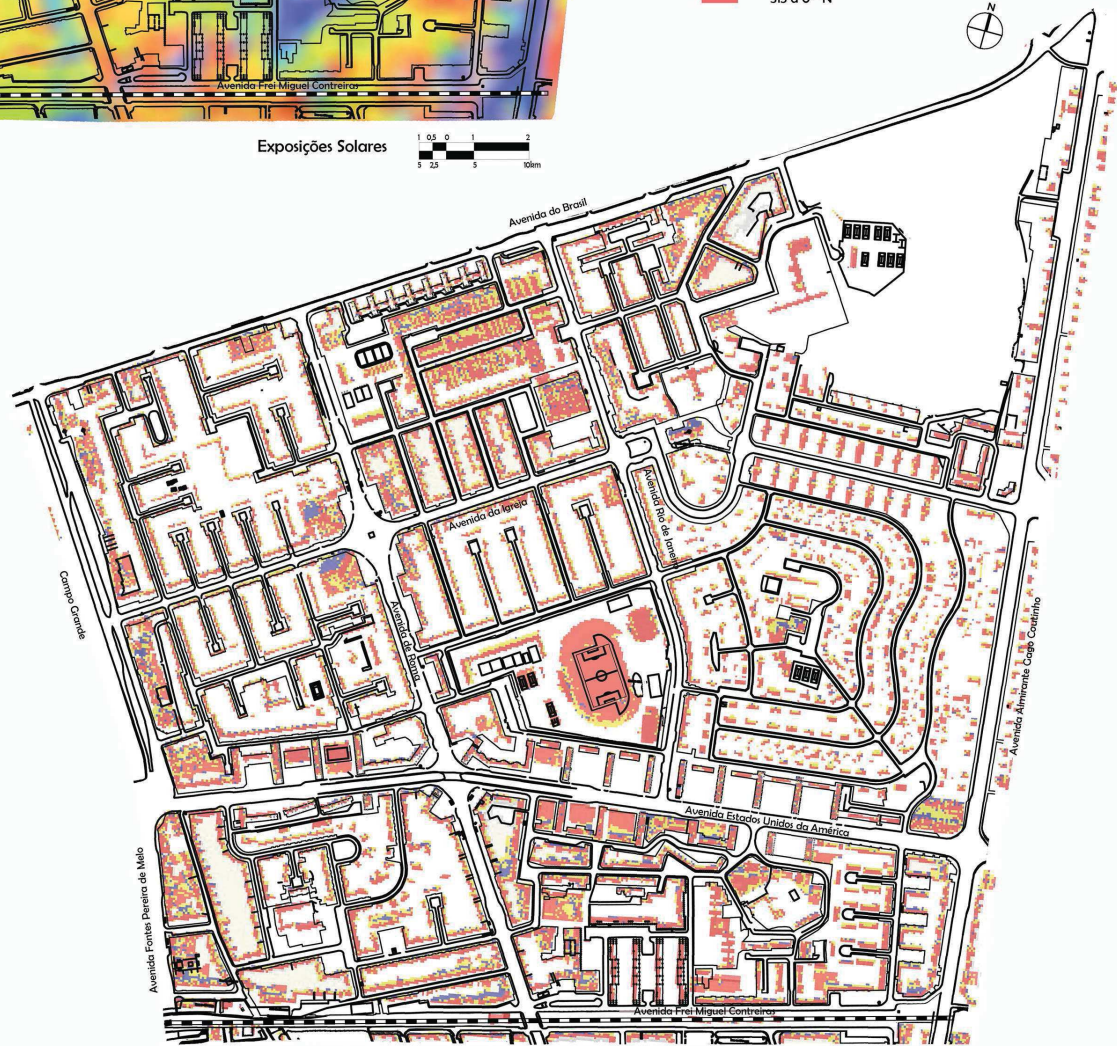 Avenida Frei Miguel Contreiras
Exposições Solares
1 0,5 0 1 2
5 2,5 5 10km
N
Avenida do Brasil
Avenida da Igreja
Avenida Rio de Janeiro
Campo Grande
Avenida de Roma
Avenida Almirante Gago Coutinho
Avenida Estados Unidos da América
Avenida Fontes Pereira de Melo
Avenida Frei Miguel Contreiras